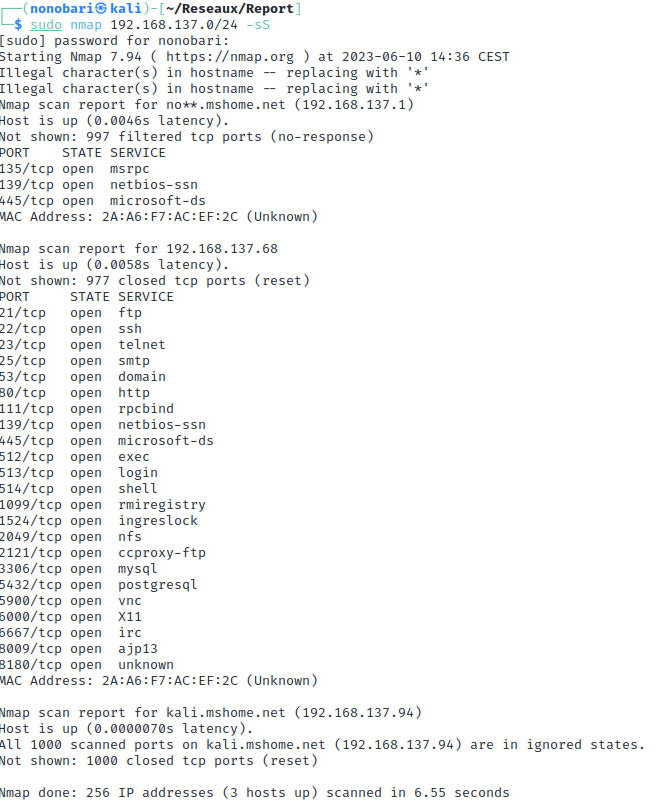 ┌──(nonobari㉿kali)-[~/Reseaux/Report]
└─$ sudo nmap 192.168.137.0/24 -sS
[sudo] password for nonobari:
Starting Nmap 7.94 ( https://nmap.org ) at 2023-06-10 14:36 CEST
Illegal character(s) in hostname -- replacing with '*'
Illegal character(s) in hostname -- replacing with '*'
Nmap scan report for no**.mshome.net (192.168.137.1)
Host is up (0.0046s latency).
Not shown: 997 filtered tcp ports (no-response)
PORT    STATE SERVICE
135/tcp open  msrpc
139/tcp open  netbios-ssn
445/tcp open  microsoft-ds
MAC Address: 2A:A6:F7:AC:EF:2C (Unknown)

Nmap scan report for 192.168.137.68
Host is up (0.0058s latency).
Not shown: 977 closed tcp ports (reset)
PORT     STATE SERVICE
21/tcp   open  ftp
22/tcp   open  ssh
23/tcp   open  telnet
25/tcp   open  smtp
53/tcp   open  domain
80/tcp   open  http
111/tcp  open  rpcbind
139/tcp  open  netbios-ssn
445/tcp  open  microsoft-ds
512/tcp  open  exec
513/tcp  open  login
514/tcp  open  shell
1099/tcp open  rmiregistry
1524/tcp open  ingreslock
2049/tcp open  nfs
2121/tcp open  ccproxy-ftp
3306/tcp open  mysql
5432/tcp open  postgresql
5900/tcp open  vnc
6000/tcp open  X11
6667/tcp open  irc
8009/tcp open  ajp13
8180/tcp open  unknown
MAC Address: 2A:A6:F7:AC:EF:2C (Unknown)

Nmap scan report for kali.mshome.net (192.168.137.94)
Host is up (0.0000070s latency).
All 1000 scanned ports on kali.mshome.net (192.168.137.94) are in ignored states.
Not shown: 1000 closed tcp ports (reset)

Nmap done: 256 IP addresses (3 hosts up) scanned in 6.55 seconds